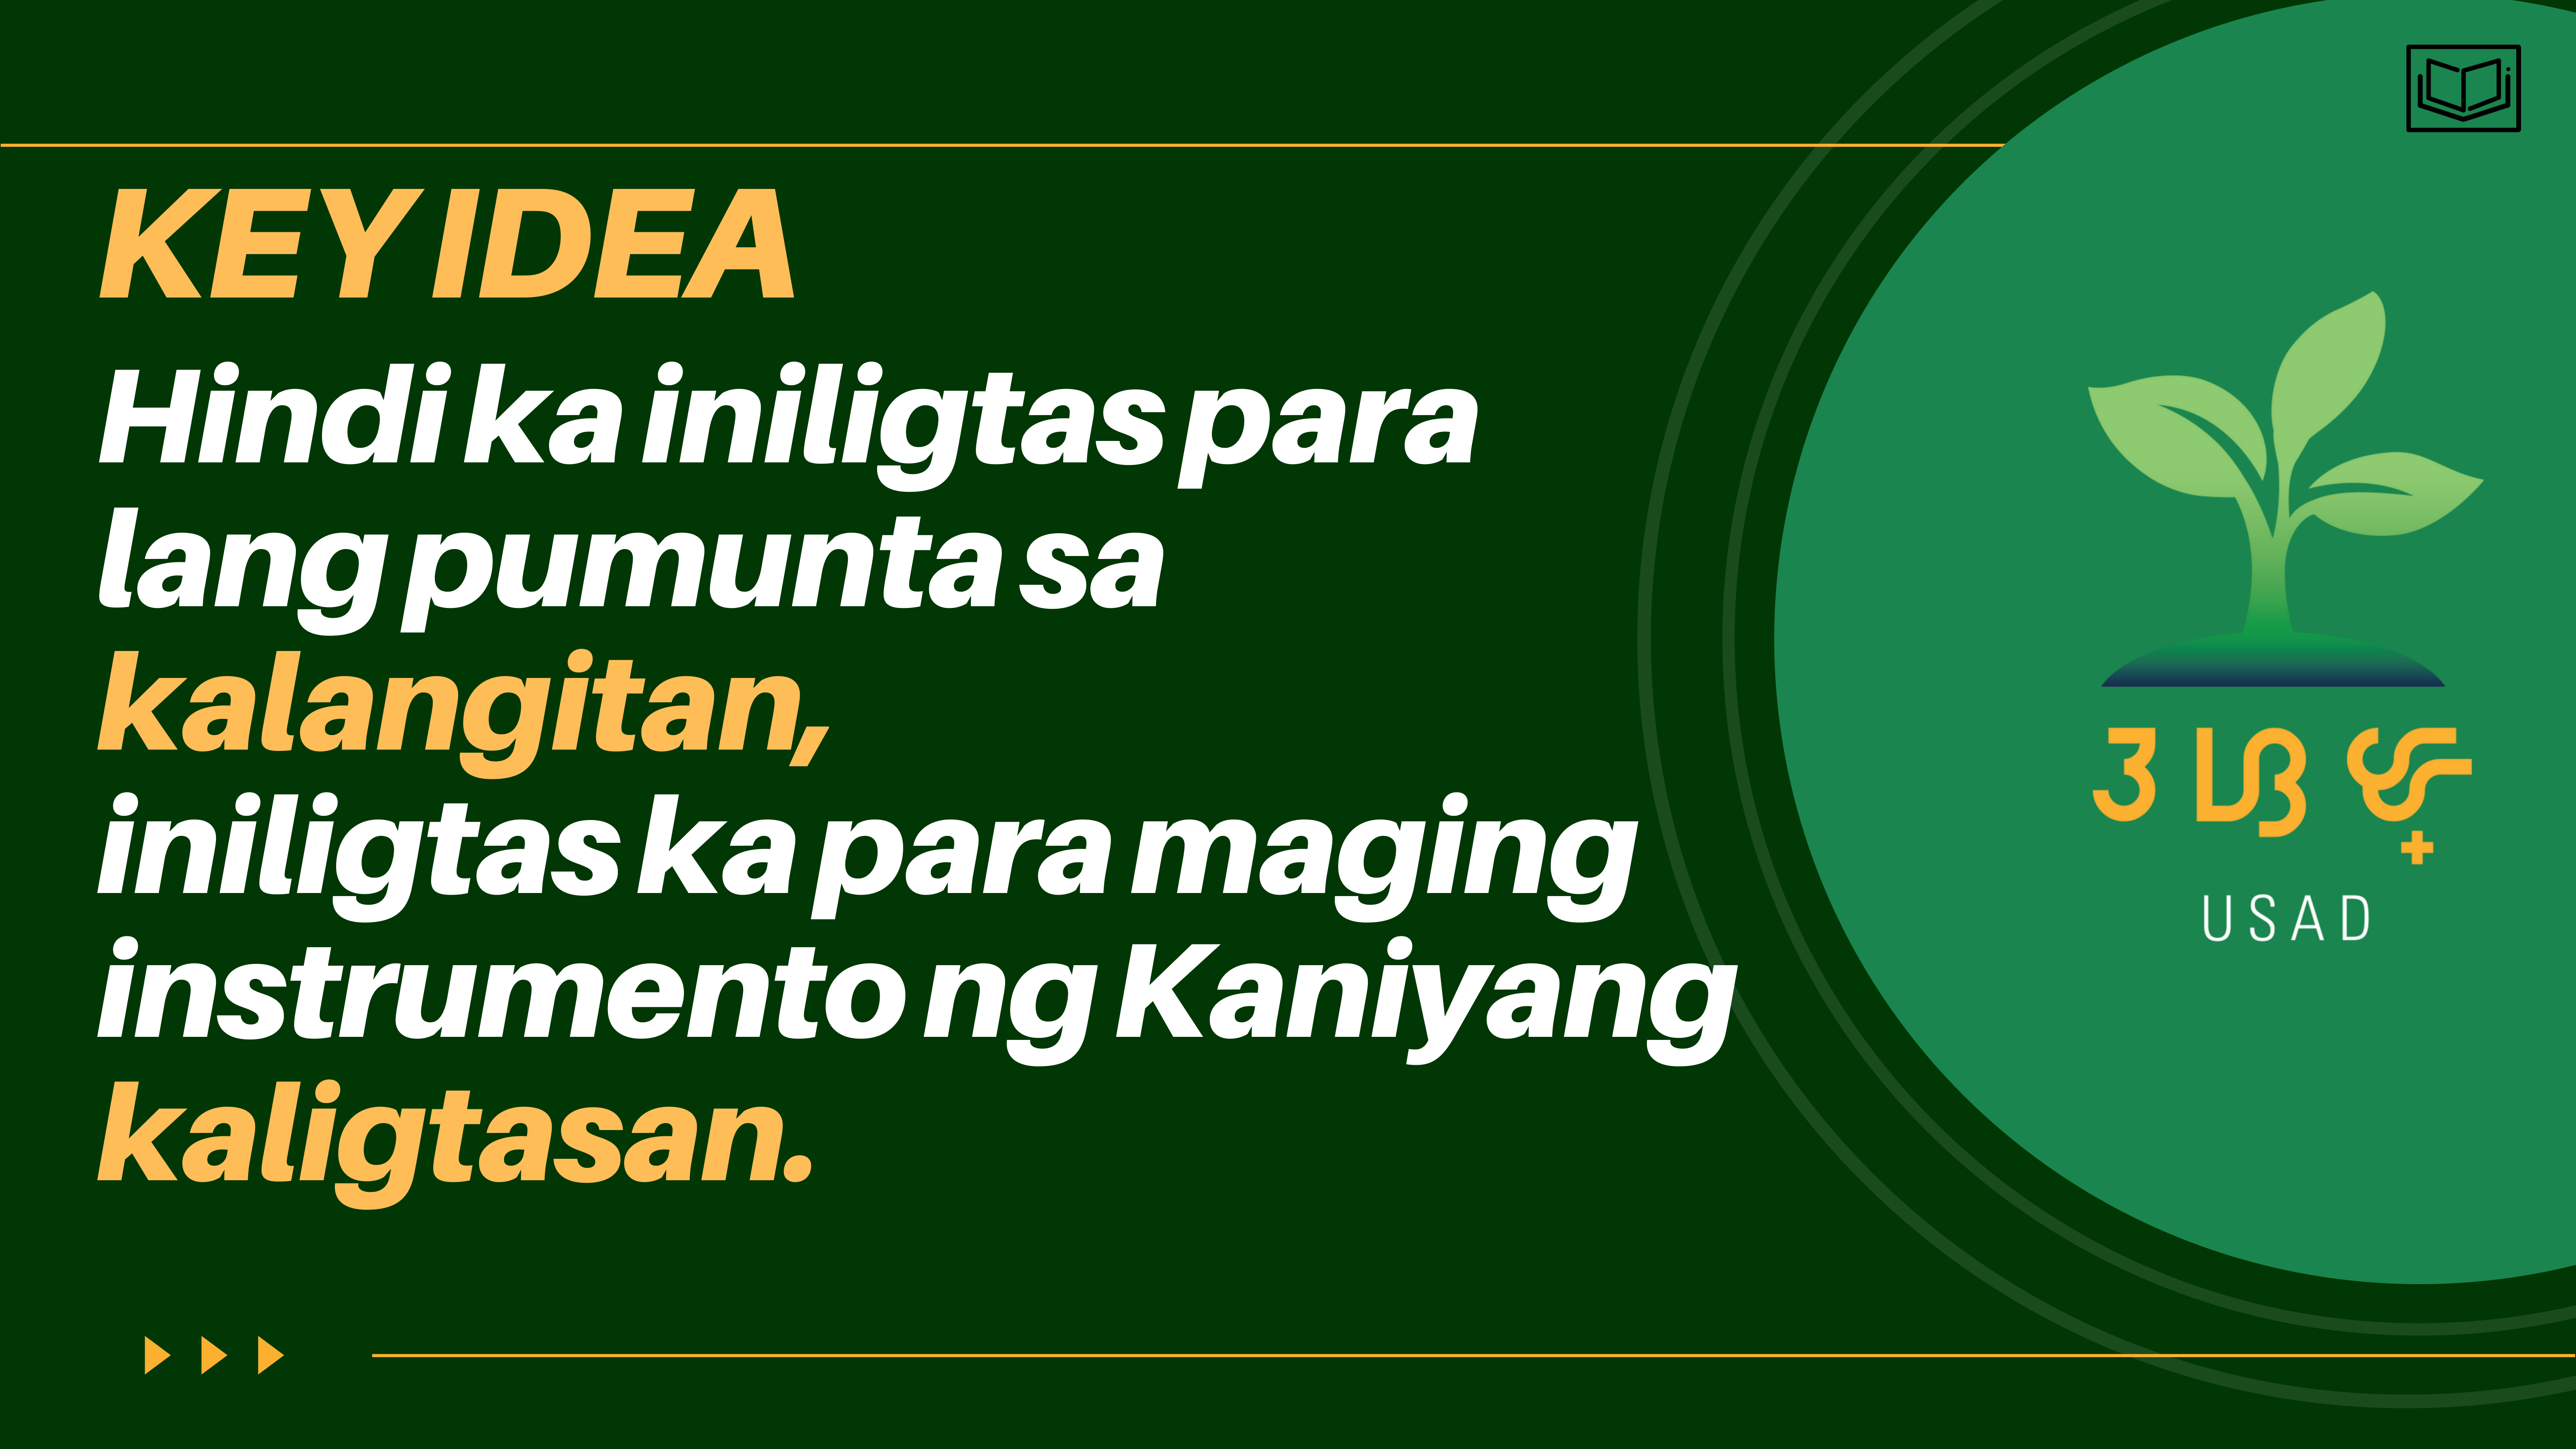 KEY IDEA
Hindi ka iniligtas para
lang pumunta sa
kalangitan,
iniligtas ka para maging
instrumento ng Kaniyang
kaligtasan.
ᜂ ᜐ ᜇ᜔
USAD